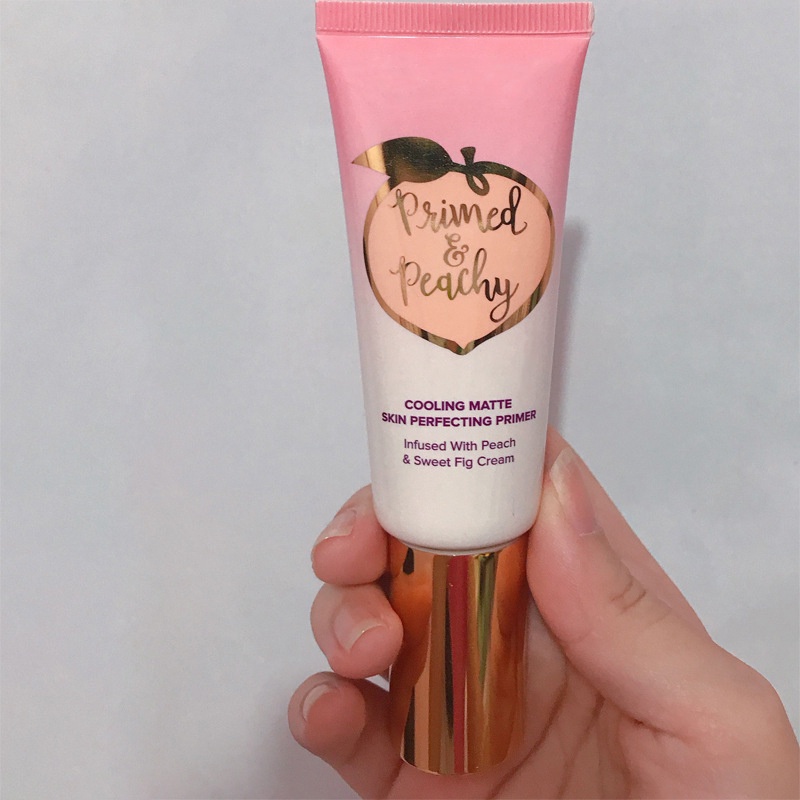 Primed
&
Peachy
COOLING MATTE
SKIN PERFECTING PRIMER
Infused With Peach
& Sweet Fig Cream